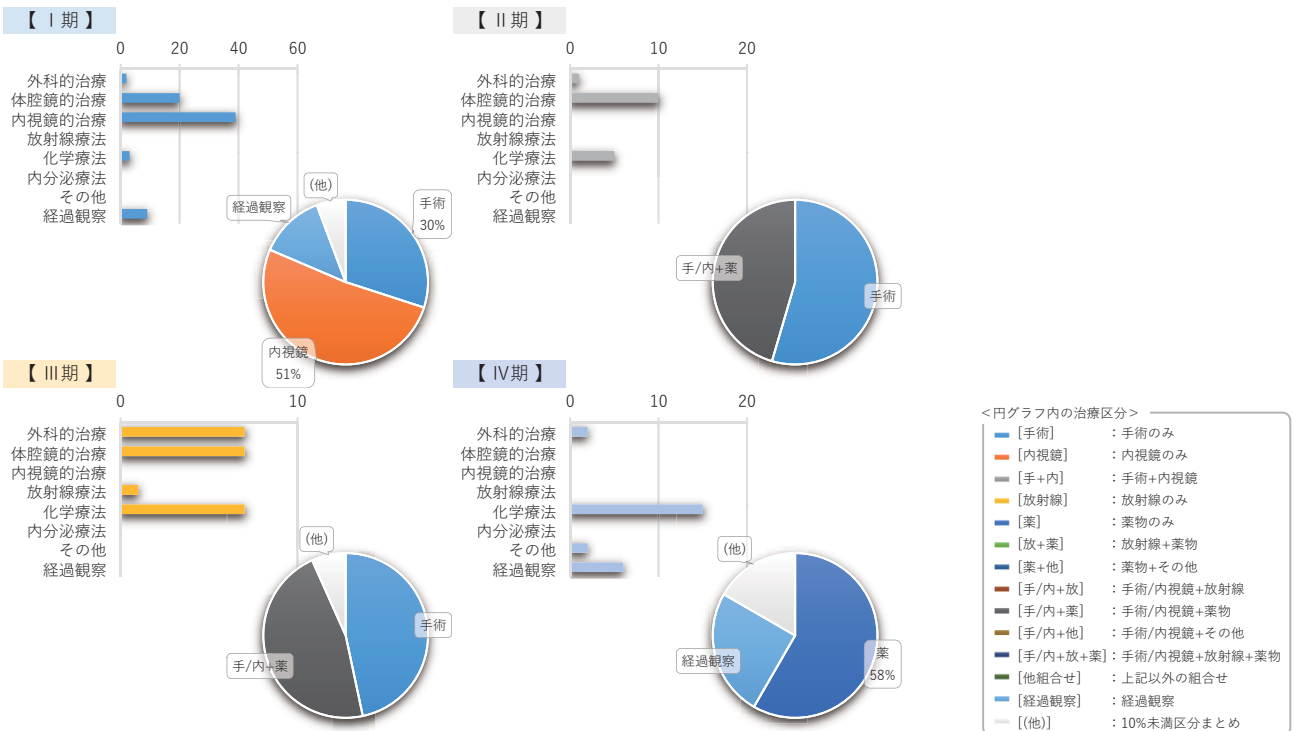 【 Ⅰ期 】
0 20 40 60
外科的治療
体腔鏡的治療
内視鏡的治療
放射線療法
化学療法
内分泌療法
その他
経過観察
(他)
経過観察
手術
30%
内視鏡
51%
【 Ⅱ期 】
0 10 20
外科的治療
体腔鏡的治療
内視鏡的治療
放射線療法
化学療法
内分泌療法
その他
経過観察
手/内+薬
手術
【 Ⅲ期 】
0 10
外科的治療
体腔鏡的治療
内視鏡的治療
放射線療法
化学療法
内分泌療法
その他
経過観察
(他)
手術
手/内+薬
【 Ⅳ期 】
0 10 20
外科的治療
体腔鏡的治療
内視鏡的治療
放射線療法
化学療法
内分泌療法
その他
経過観察
(他)
経過観察
薬
58%
＜円グラフ内の治療区分＞
[手術] ：手術のみ
[内視鏡] ：内視鏡のみ
[手+内] ：手術+内視鏡
[放射線] ：放射線のみ
[薬] ：薬物のみ
[放+薬] ：放射線+薬物
[薬+他] ：薬物+その他
[手/内+放] ：手術/内視鏡+放射線
[手/内+薬] ：手術/内視鏡+薬物
[手/内+他] ：手術/内視鏡+その他
[手/内+放+薬]：手術/内視鏡+放射線+薬物
[他組合せ] ：上記以外の組合せ
[経過観察] ：経過観察
[(他)] ：10%未満区分まとめ